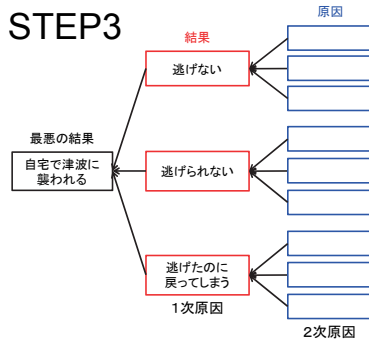 STEP3
原因
結果
逃げない
最悪の結果
自宅で津波に
襲われる
逃げられない
逃げたのに
戻ってしまう
1次原因
2次原因